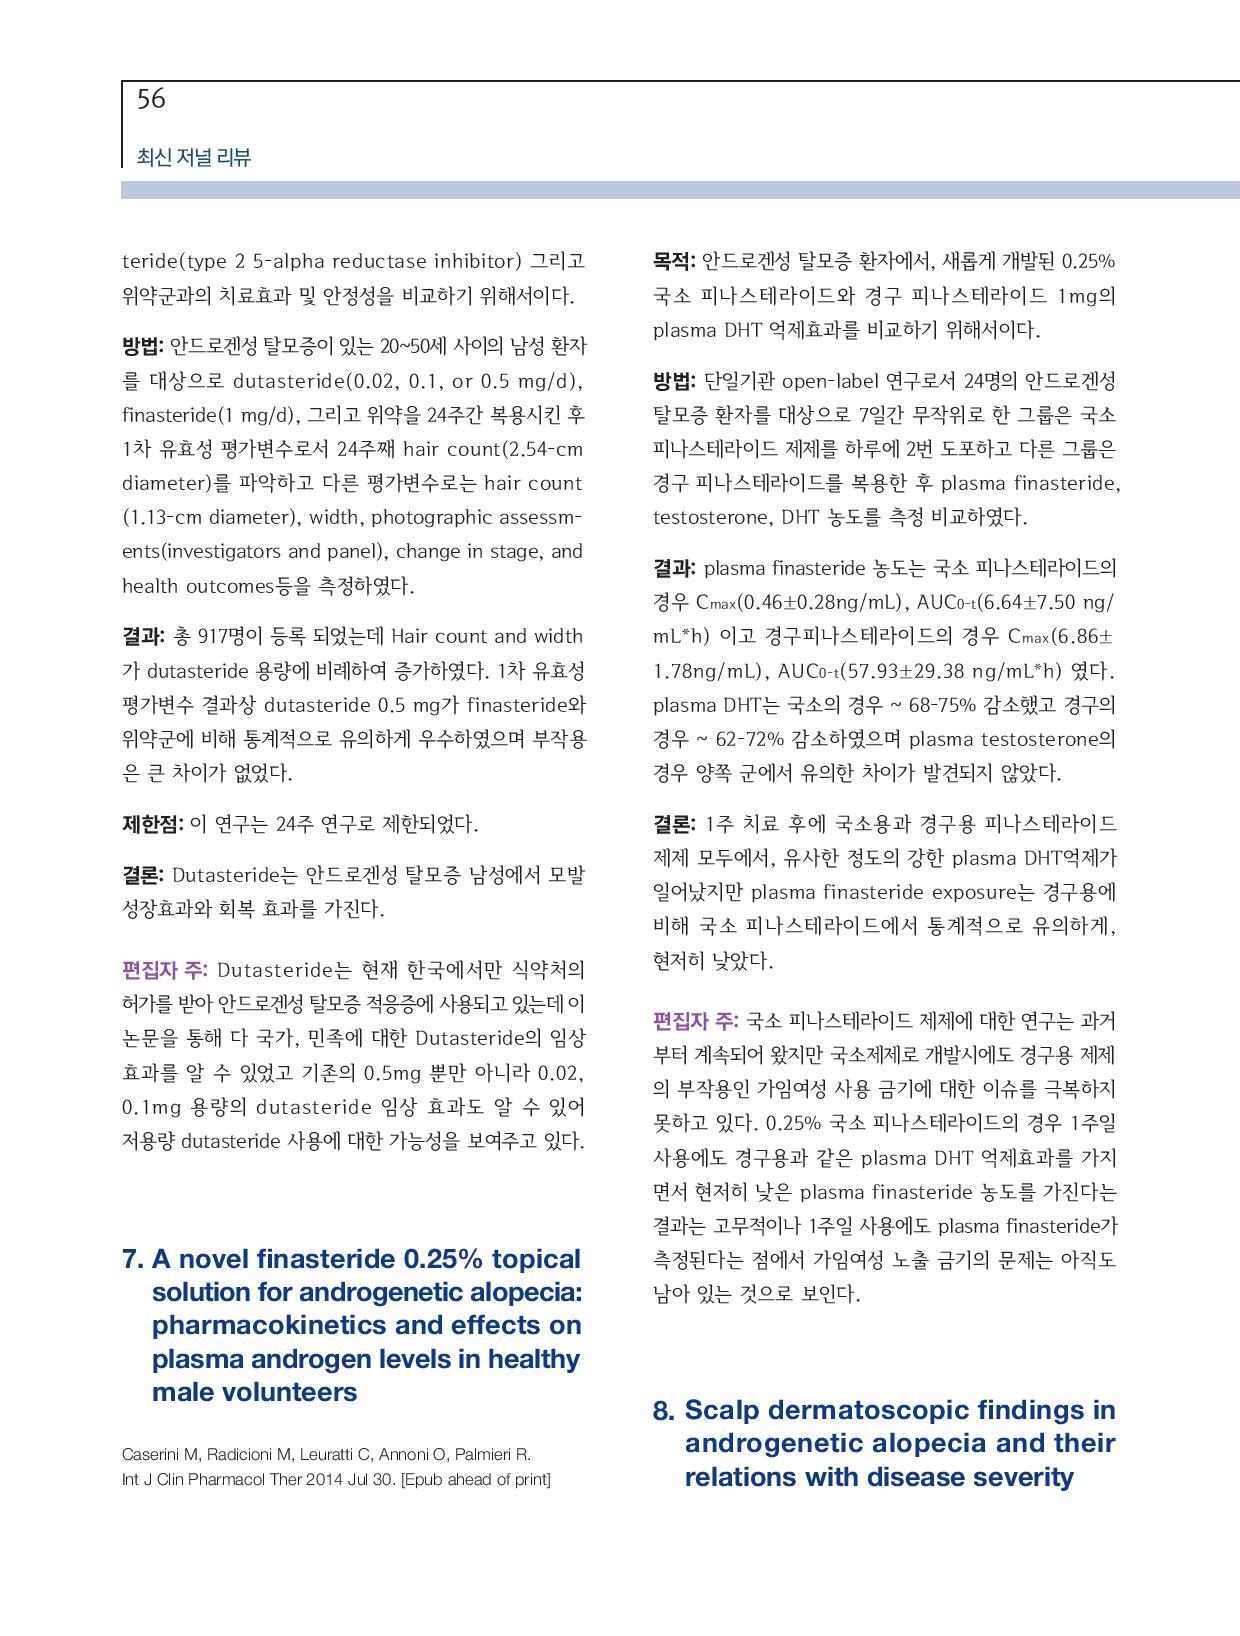 56
최신 저널 리뷰
teride(type 2 5-alpha reductase inhibitor) 그리고
위약군과의 치료효과 및 안정성을 비교하기 위해서이다.
방법: 안드로겐성 탈모증이 있는 20~50세 사이의 남성 환자
를 대상으로 dutasteride(0.02, 0.1, or 0.5 mg/d),
finasteride(1 mg/d), 그리고 위약을 24주간 복용시킨 후
1차 유효성 평가변수로서 24주째 hair count(2.54-cm
diameter)를 파악하고 다른 평가변수로는 hair count
(1.13-cm diameter), width, photographic assessm-
ents(investigators and panel), change in stage, and
health outcomes등을 측정하였다.
결과: 총 917명이 등록 되었는데 Hair count and width
가 dutasteride 용량에 비례하여 증가하였다. 1차 유효성
평가변수 결과상 dutasteride 0.5 mg가 finasteride와
위약군에 비해 통계적으로 유의하게 우수하였으며 부작용
은 큰 차이가 없었다.
제한점: 이 연구는 24주 연구로 제한되었다.
결론: Dutasteride는 안드로겐성 탈모증 남성에서 모발
성장효과와 회복 효과를 가진다.
편집자 주: Dutasteride는 현재 한국에서만 식약처의
허가를 받아 안드로겐성 탈모증 적응증에 사용되고 있는데 이
논문을 통해 다 국가, 민족에 대한 Dutasteride의 임상
효과를 알 수 있었고 기존의 0.5mg 뿐만 아니라 0.02,
0.1mg 용량의 dutasteride 임상 효과도 알 수 있어
저용량 dutasteride 사용에 대한 가능성을 보여주고 있다.
7. A novel finasteride 0.25% topical
solution for androgenetic alopecia:
pharmacokinetics and effects on
plasma androgen levels in healthy
male volunteers
Caserini M, Radicioni M, Leuratti C, Annoni O, Palmieri R.
Int J Clin Pharmacol Ther 2014 Jul 30. [Epub ahead of print]
목적: 안드로겐성 탈모증 환자에서, 새롭게 개발된 0.25%
국소 피나스테라이드와 경구 피나스테라이드 1mg의
plasma DHT 억제효과를 비교하기 위해서이다.
방법: 단일기관 open-label 연구로서 24명의 안드로겐성
탈모증 환자를 대상으로 7일간 무작위로 한 그룹은 국소
피나스테라이드 제제를 하루에 2번 도포하고 다른 그룹은
경구 피나스테라이드를 복용한 후 plasma finasteride,
testosterone, DHT 농도를 측정 비교하였다.
결과: plasma finasteride 농도는 국소 피나스테라이드의
경우 Cmax(0.46±0.28ng/mL), AUC0-t(6.64±7.50 ng/
mL*h) 이고 경구피나스테라이드의 경우 Cmax(6.86±
1.78ng/mL), AUC0-t(57.93±29.38 ng/mL*h) 였다.
plasma DHT는 국소의 경우 ~ 68-75% 감소했고 경구의
경우 ~ 62-72% 감소하였으며 plasma testosterone의
경우 양쪽 군에서 유의한 차이가 발견되지 않았다.
결론: 1주 치료 후에 국소용과 경구용 피나스테라이드
제제 모두에서, 유사한 정도의 강한 plasma DHT억제가
일어났지만 plasma finasteride exposure는 경구용에
비해 국소 피나스테라이드에서 통계적으로 유의하게,
현저히 낮았다.
편집자 주: 국소 피나스테라이드 제제에 대한 연구는 과거
부터 계속되어 왔지만 국소제제로 개발시에도 경구용 제제
의 부작용인 가임여성 사용 금기에 대한 이슈를 극복하지
못하고 있다. 0.25% 국소 피나스테라이드의 경우 1주일
사용에도 경구용과 같은 plasma DHT 억제효과를 가지
면서 현저히 낮은 plasma finasteride 농도를 가진다는
결과는 고무적이나 1주일 사용에도 plasma finasteride가
측정된다는 점에서 가임여성 노출 금기의 문제는 아직도
남아 있는 것으로 보인다.
8. Scalp dermatoscopic findings in
androgenetic alopecia and their
relations with disease severity